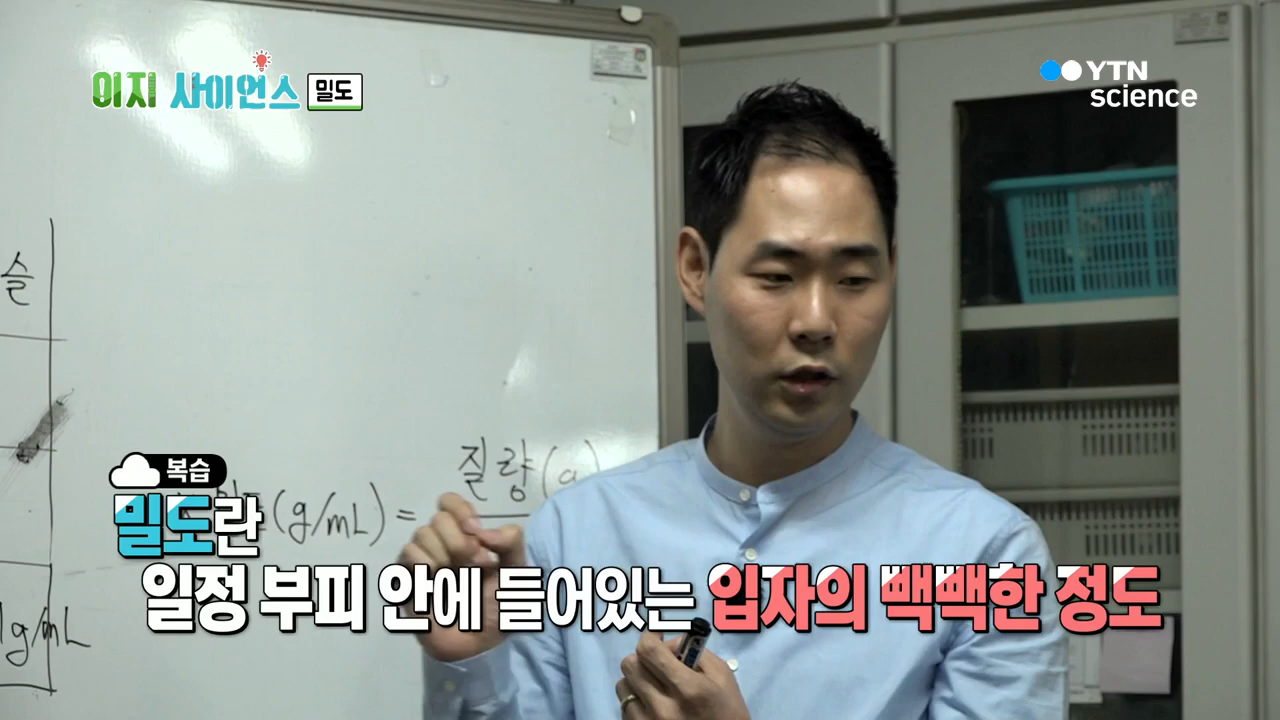 이지 사이언스 밀도
YTN
science
슬
질량(g)
(g/mL) =
g/mL
복습
밀도란
일정 부피 안에 들어있는 입자의 빽빽한 정도